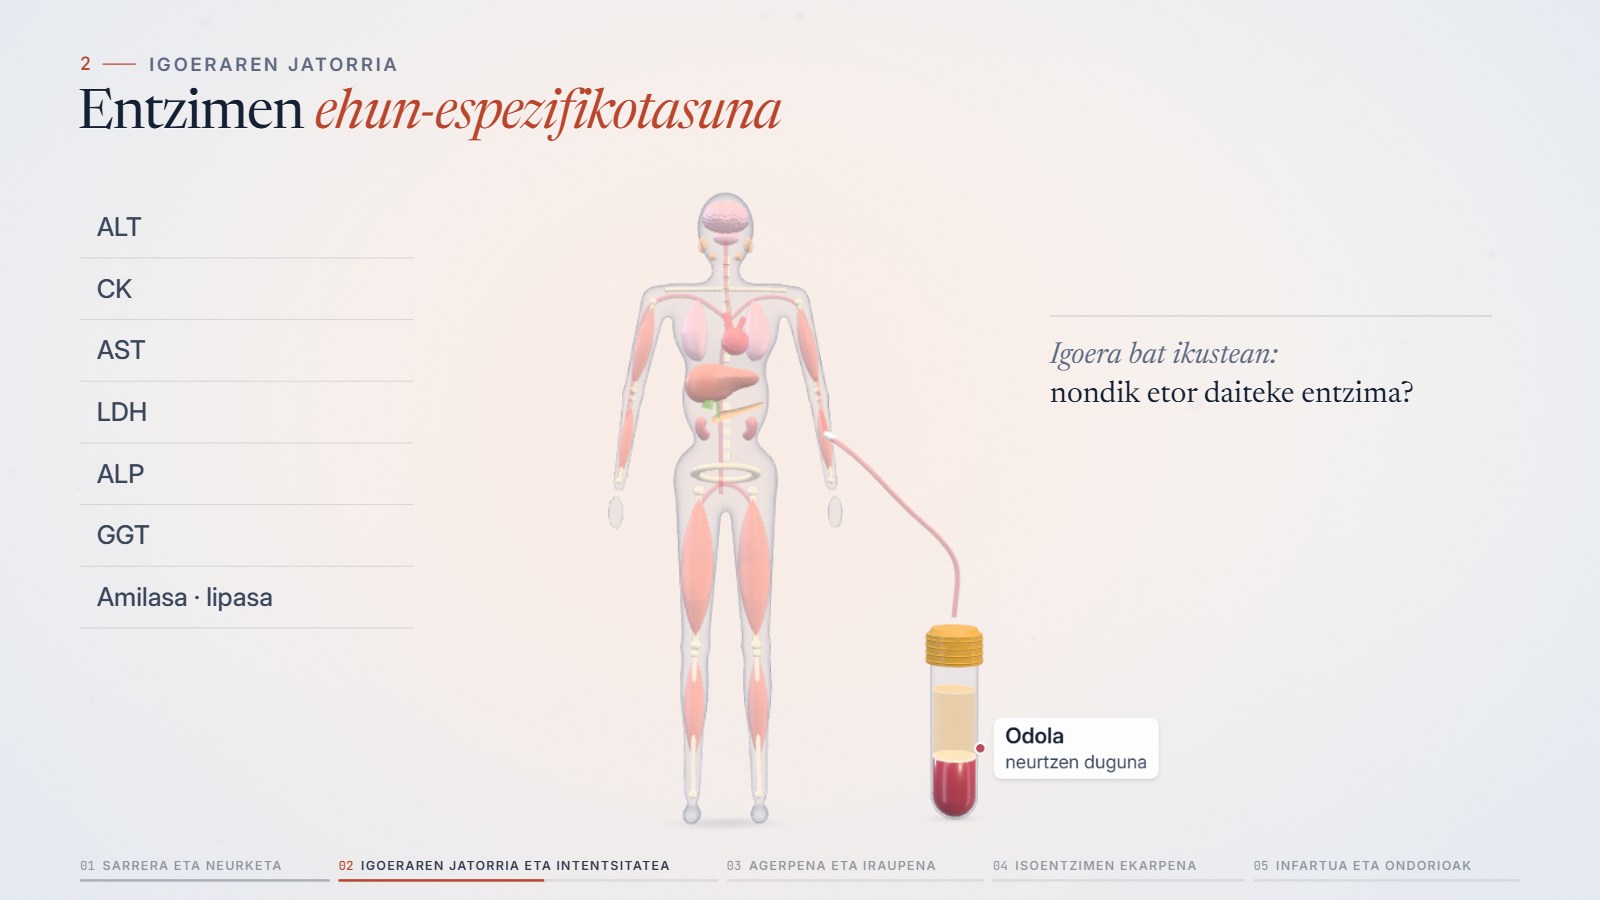 2 — IGOERAREN JATORRIA
Entzimen ehun-espezifikotasuna
ALT
CK
AST
LDH
ALP
GGT
Amilasa · lipasa
Igoera bat ikustean:
nondik etor daiteke entzima?
Odola
neurtzen duguna
01 SARRERA ETA NEURKETA
02 IGOERAREN JATORRIA ETA INTENTSITATEA
03 AGERPENA ETA IRAUPENA
04 ISOENTZIMEN EKARPENA
05 INFARTUA ETA ONDORIOAK